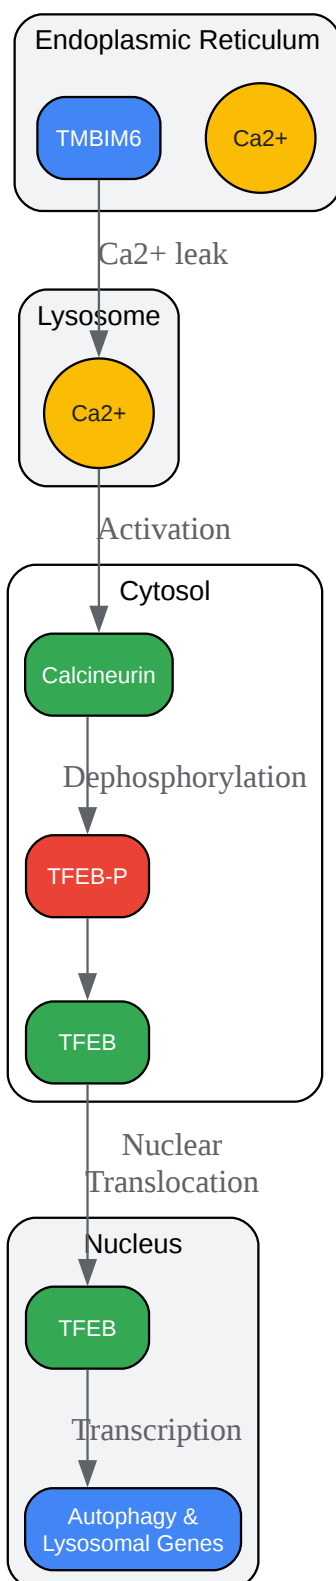 Endoplasmic Reticulum
TMBIM6
Ca2+
Ca2+ leak
Lysosome
Ca2+
Activation
Cytosol
Calcineurin
Dephosphorylation
TFEB-P
TFEB
Nuclear
Translocation
Nucleus
TFEB
Transcription
Autophagy &
Lysosomal Genes